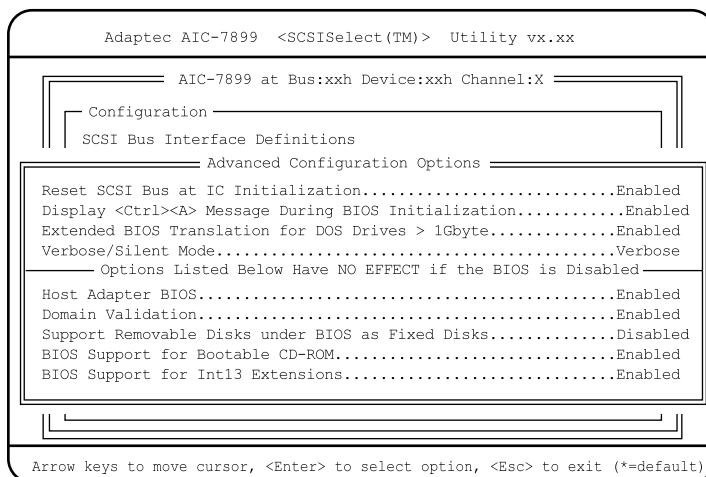 Adaptec AIC-7899 <SCSISelect(TM)> Utility vx.xx
AIC-7899 at Bus:xxh Device:xxh Channel:X
Configuration
SCSI Bus Interface Definitions
Advanced Configuration Options
Reset SCSI Bus at IC Initialization............................Enabled
Display <Ctrl><A> Message During BIOS Initialization............Enabled
Extended BIOS Translation for DOS Drives > 1Gbyte..............Enabled
Verbose/Silent Mode............................................Verbose
Options Listed Below Have NO EFFECT if the BIOS is Disabled
Host Adapter BIOS..............................................Enabled
Domain Validation..............................................Enabled
Support Removable Disks under BIOS as Fixed Disks..............Disabled
BIOS Support for Bootable CD-ROM...............................Enabled
BIOS Support for Int13 Extensions..............................Enabled
Arrow keys to move cursor, <Enter> to select option, <Esc> to exit (*=default)